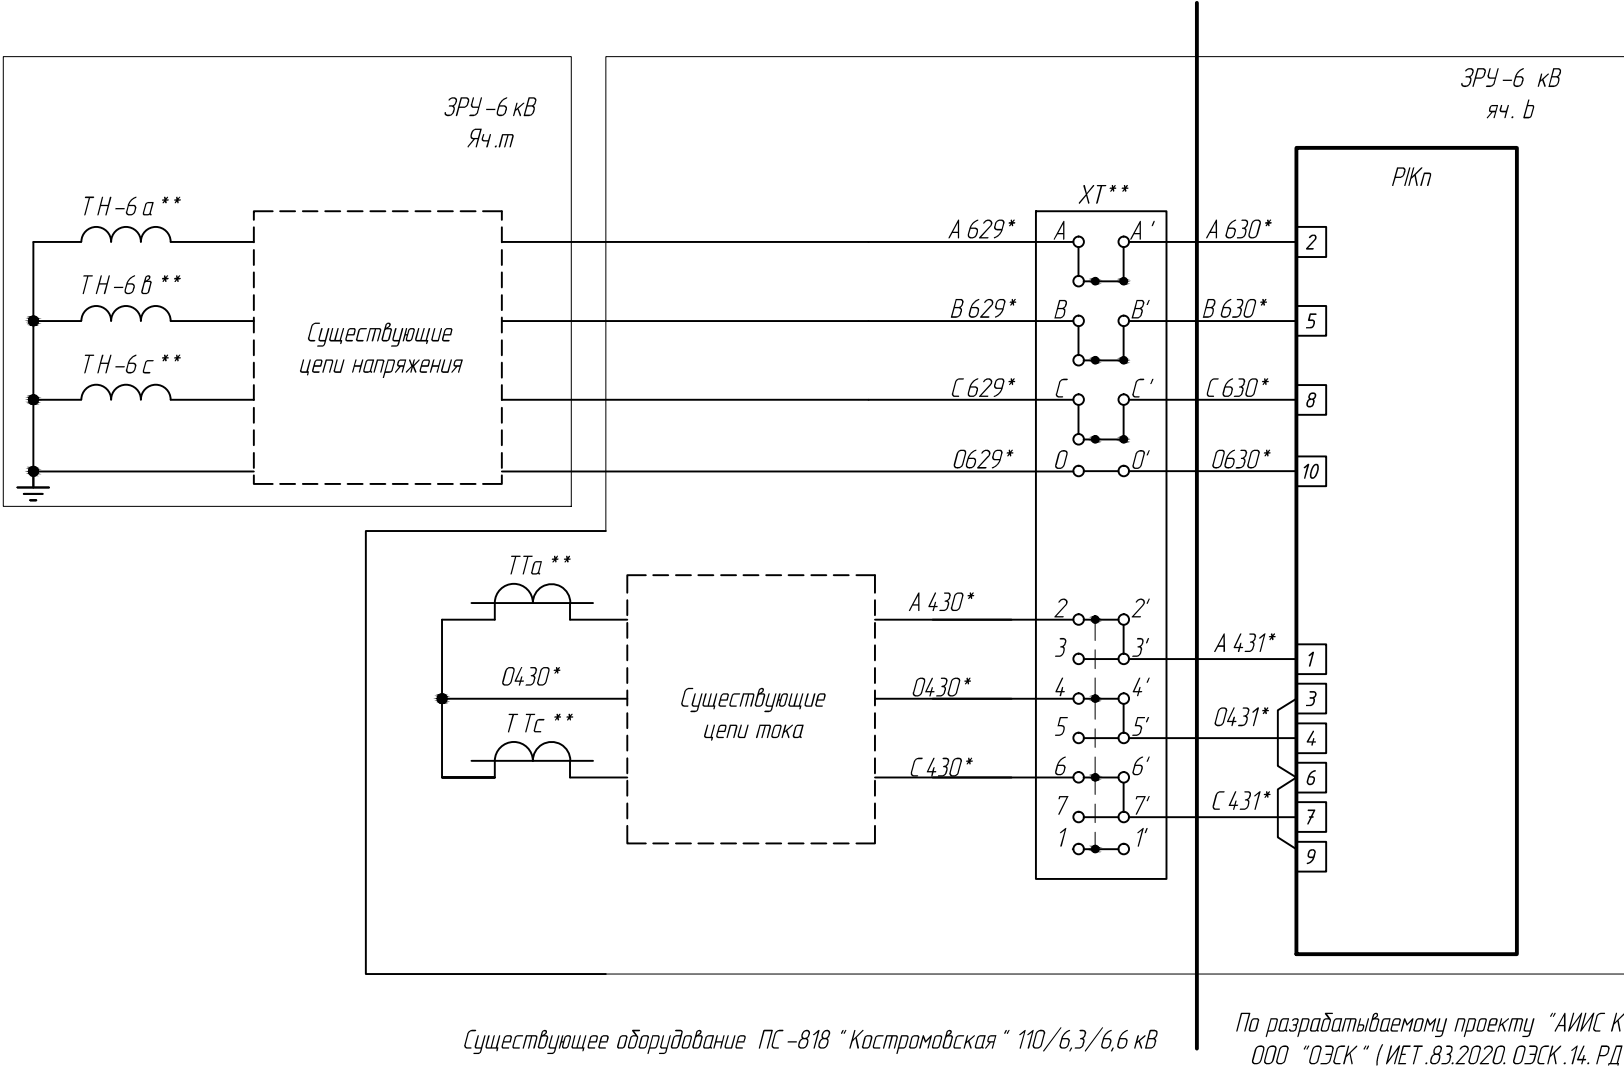 ЗРУ-6 кВ
Яч.m
ЗРУ-6 кВ
яч. b
PIKn
ТН-6а**
ТН-6в**
ТН-6с**
Существующие
цепи напряжения
XT**
A 629* A A' A 630* 2
B 629* B B' B 630* 5
C 629* C C' C 630* 8
0629* 0 0' 0630* 10
ТТа**
0430*
ТТс**
Существующие
цепи тока
A 430* 2 2'
3 3' A 431* 1
3
0430* 4 4'
5 5' 0431* 4
C 430* 6 6' 6
7 7' C 431* 7
1 1' 9
Существующее оборудование ПС-818 "Костромовская" 110/6,3/6,6 кВ
По разрабатываемому проекту "АИИС К
ООО "ОЭСК" (ИЕТ.83.2020.ОЭСК.14.РД